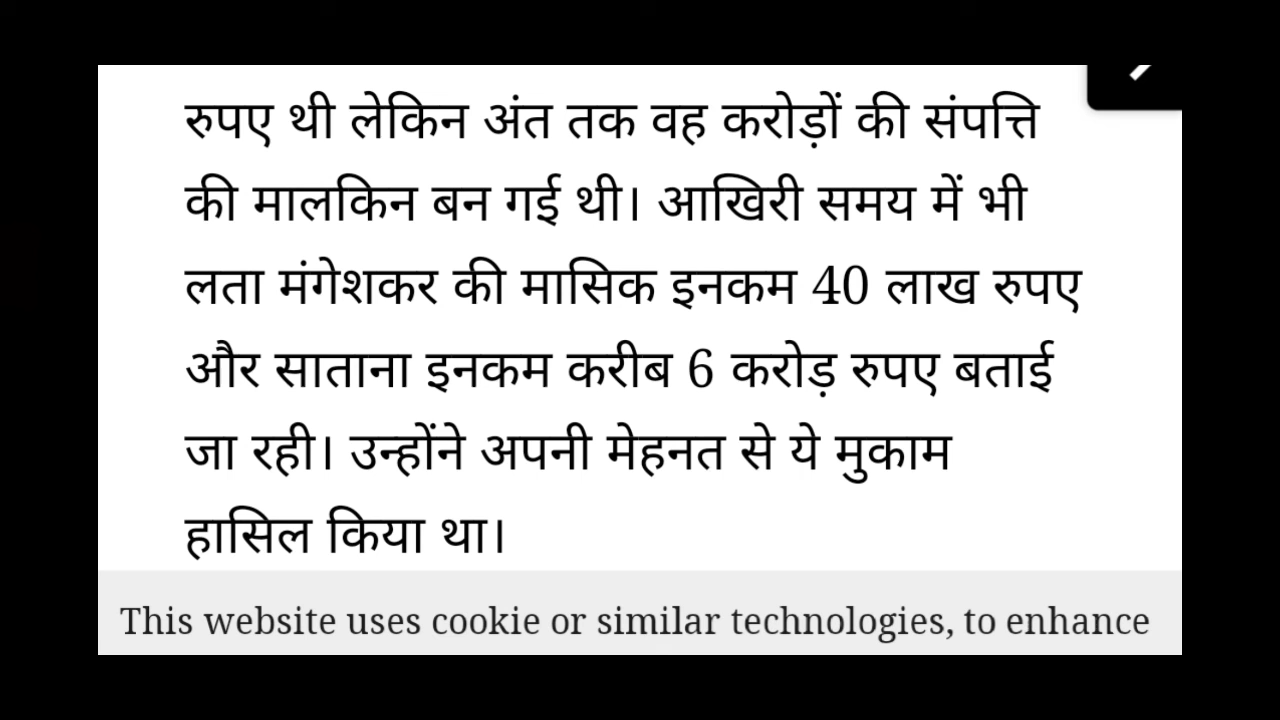 रुपए थी लेकिन अंत तक वह करोड़ों की संपत्ति
की मालकिन बन गई थी। आखिरी समय में भी
लता मंगेशकर की मासिक इनकम 40 लाख रुपए
और साताना इनकम करीब 6 करोड़ रुपए बताई
जा रही। उन्होंने अपनी मेहनत से ये मुकाम
हासिल किया था।
This website uses cookie or similar technologies, to enhance